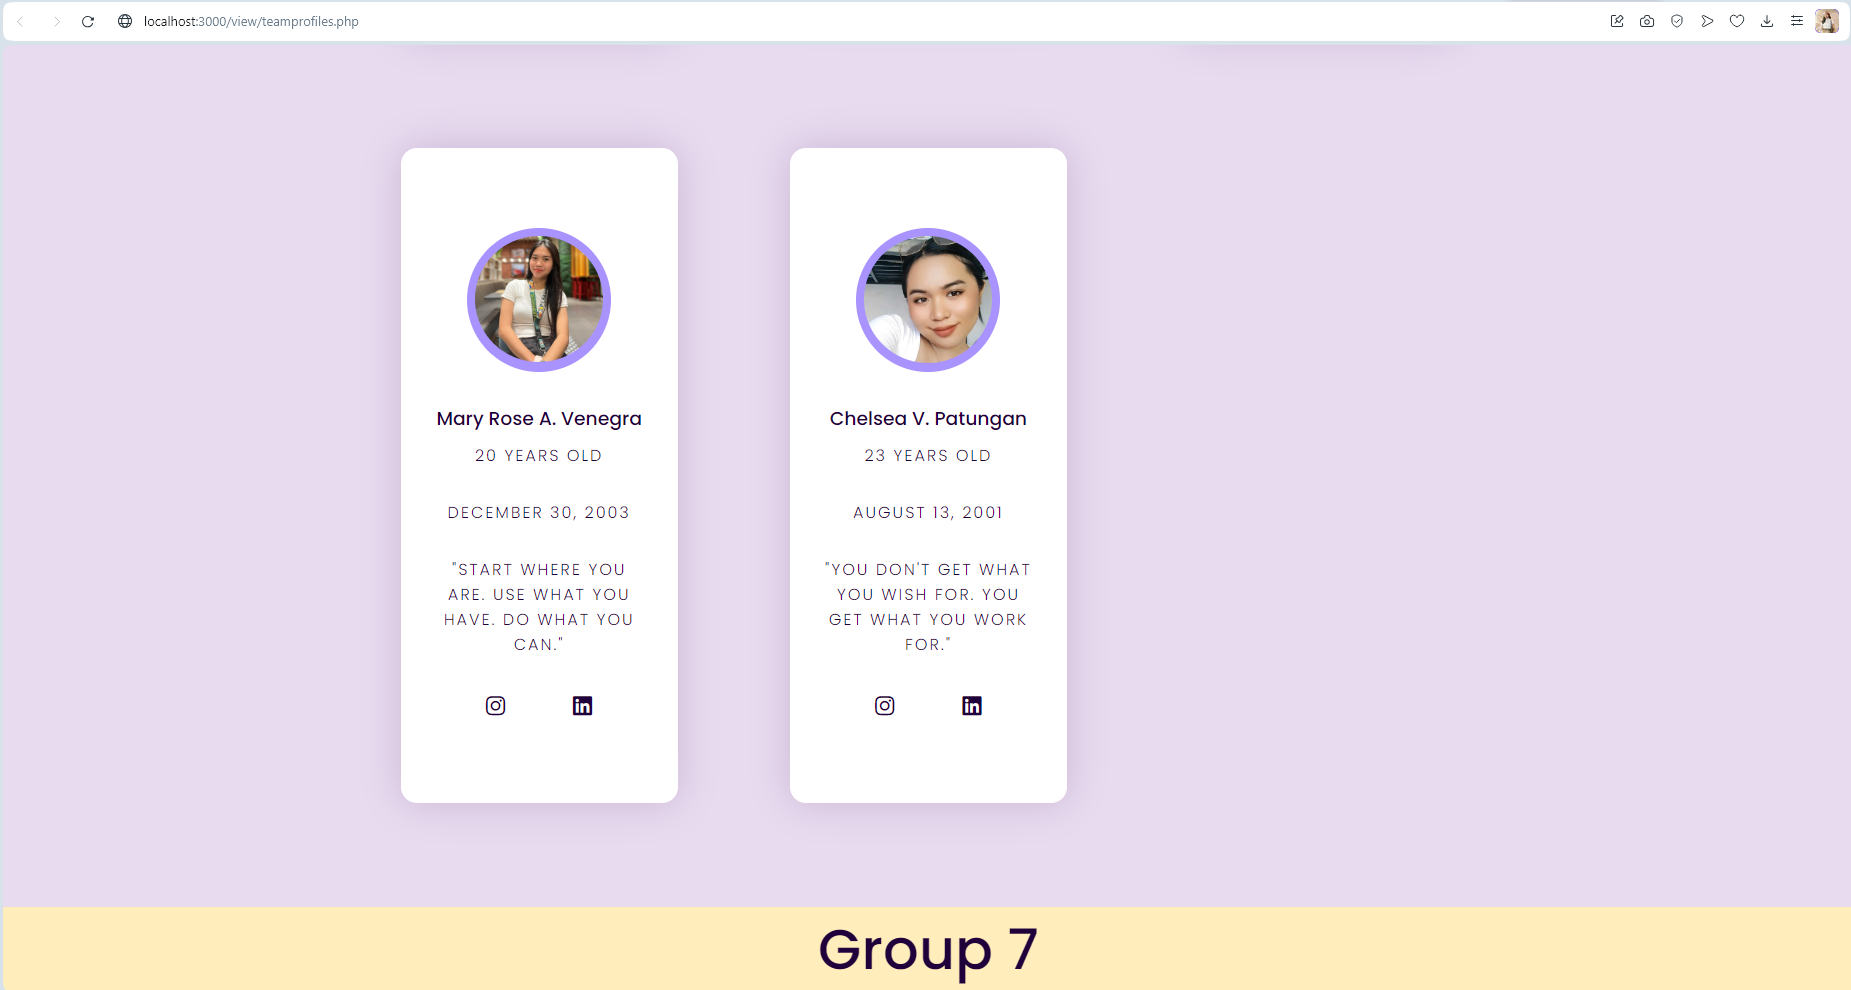 localhost:3000/view/teamprofiles.php
Mary Rose A. Venegra
20 YEARS OLD
DECEMBER 30, 2003
"START WHERE YOU
ARE. USE WHAT YOU
HAVE. DO WHAT YOU
CAN."
in
Chelsea V. Patungan
23 YEARS OLD
AUGUST 13, 2001
"YOU DON'T GET WHAT
YOU WISH FOR. YOU
GET WHAT YOU WORK
FOR."
in
Group 7